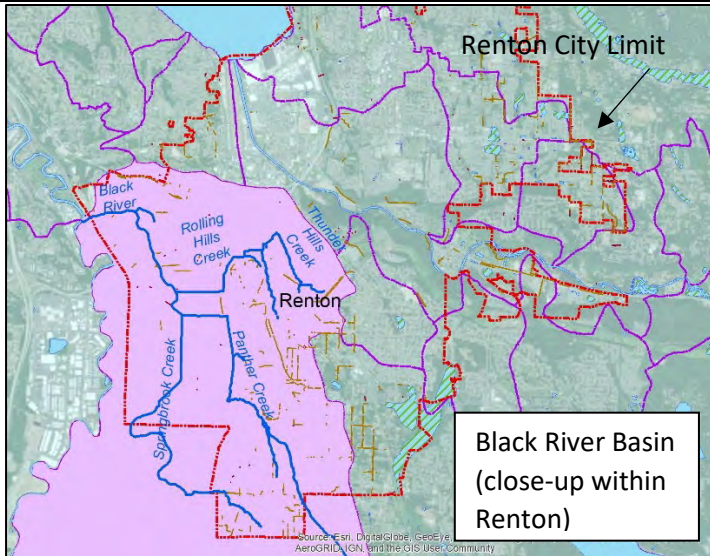 Renton City Limit
Black
River
Rolling
Hills
Creek
Thunder
Hills
Creek
Renton
Springbrook Creek
Panther Creek
Black River Basin
(close-up within
Renton)
Source: Esri, DigitalGlobe, GeoEye,
AeroGRID, IGN, and the GIS User Community